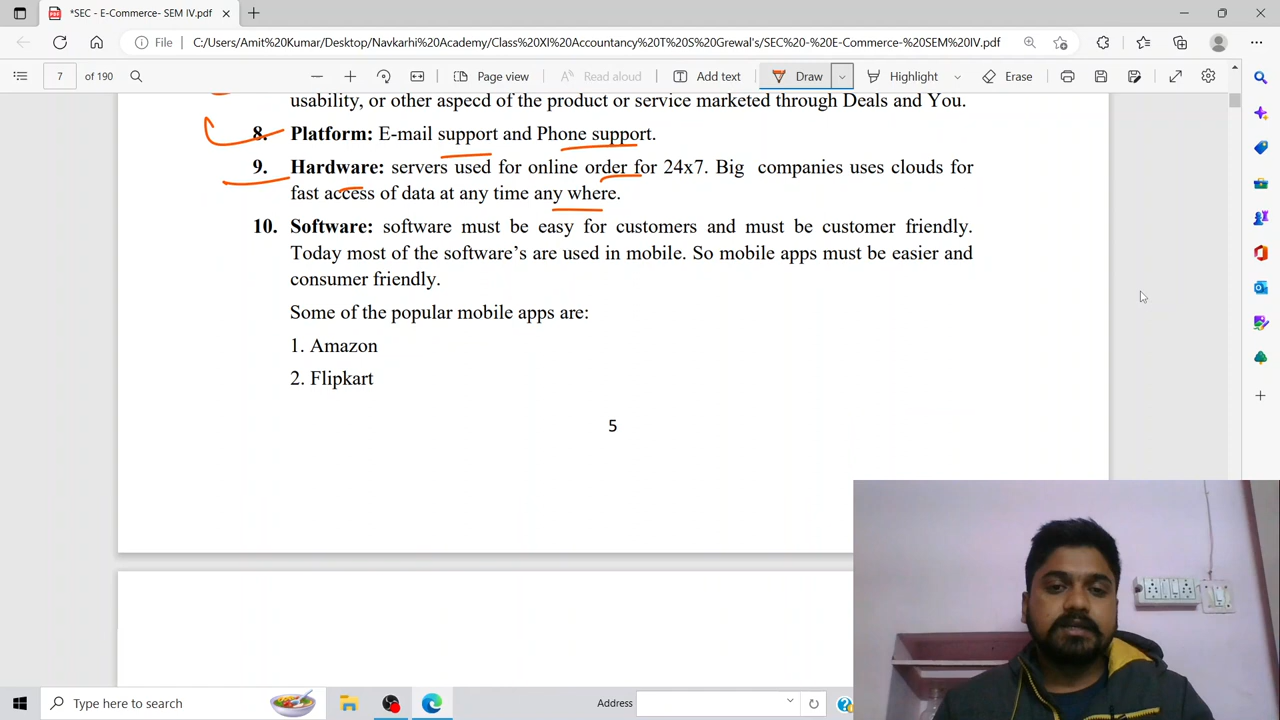 *SEC - E-Commerce- SEM IV.pdf
File
C:/Users/Amit%20Kumar/Desktop/Navkarhi%20Academy/Class%20XI%20Accountancy%20T%20S%20Grewal's/SEC%20-%20E-Commerce-%20SEM%20IV.pdf
7 of 190
Page view
Read aloud
Add text
Draw
Highlight
Erase
usability, or other aspecd of the product or service marketed through Deals and You.
8. Platform: E-mail support and Phone support.
9. Hardware: servers used for online order for 24x7. Big companies uses clouds for
fast access of data at any time any where.
10. Software: software must be easy for customers and must be customer friendly.
Today most of the software's are used in mobile. So mobile apps must be easier and
consumer friendly.
Some of the popular mobile apps are:
1. Amazon
2. Flipkart
5
Type here to search
Address